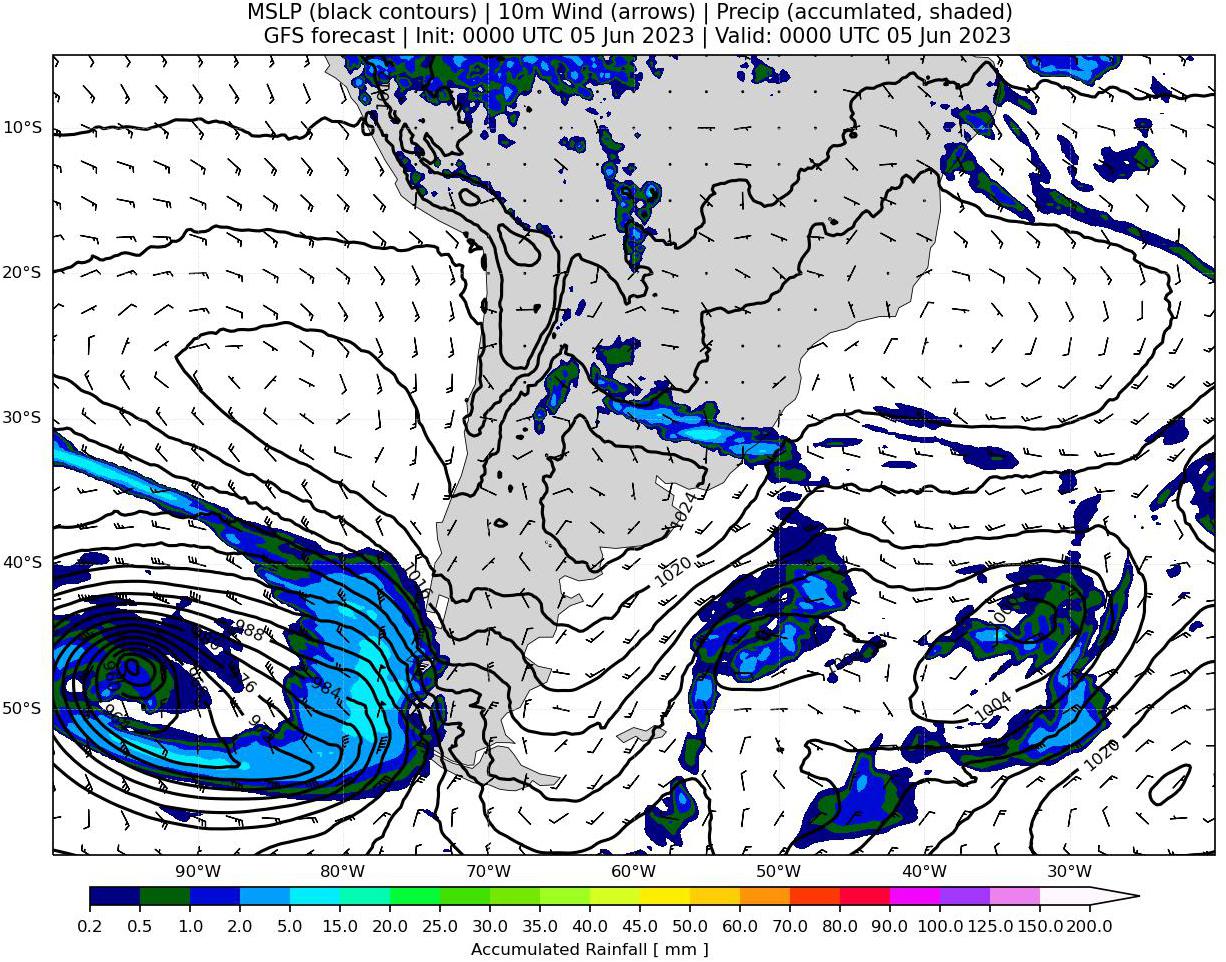 MSLP (black contours) | 10m Wind (arrows) | Precip (accumlated, shaded)
GFS forecast | Init: 0000 UTC 05 Jun 2023 | Valid: 0000 UTC 05 Jun 2023
10°S
20°S
30°S
1024
40°S
1020
1016
988
976
984
1004
50°S
1020
90°W 80°W 70°W 60°W 50°W 40°W 30°W
0.2 0.5 1.0 2.0 5.0 10.0 15.0 20.0 25.0 30.0 35.0 40.0 45.0 50.0 60.0 70.0 80.0 90.0 100.0 125.0 150.0 200.0
Accumulated Rainfall [ mm ]